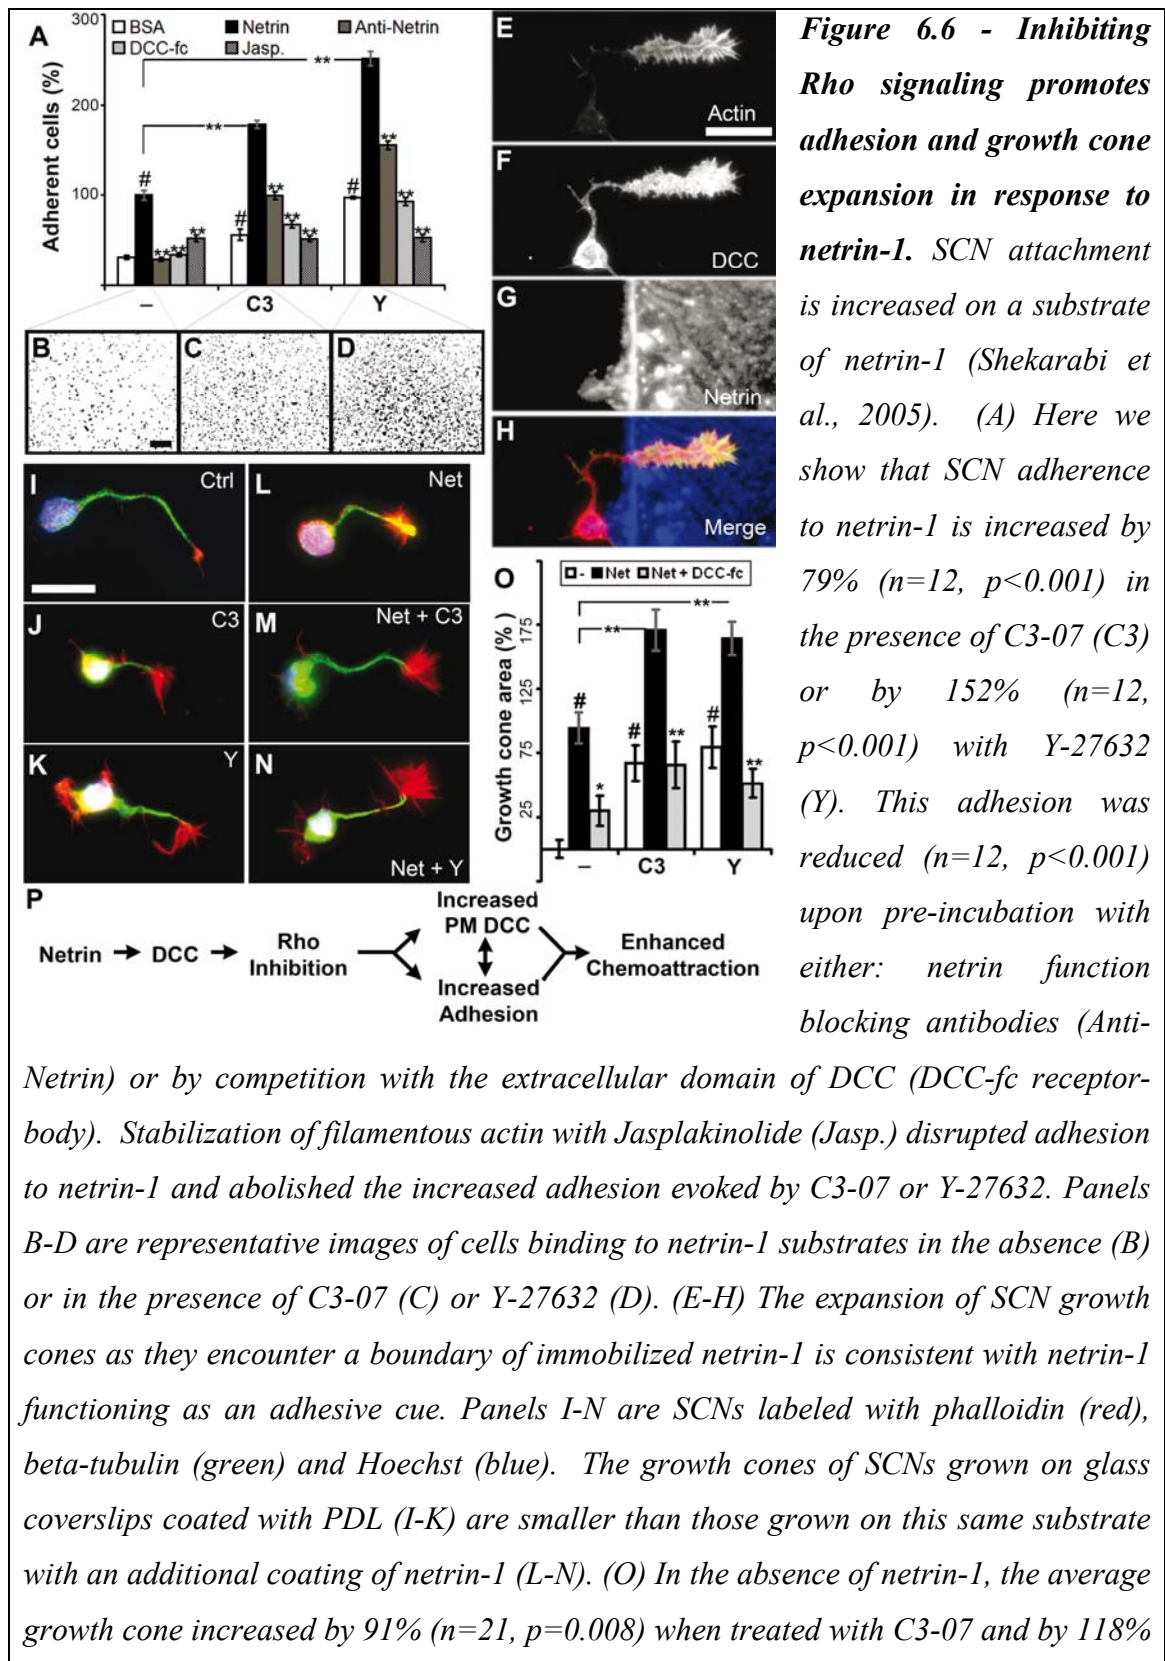 A
BSA
Netrin
Anti-Netrin
DCC-fc
Jasp.
Adherent cells (%)
300
200
100
**
**
#
**
**
**
#
**
**
**
#
**
**
**
–
C3
Y
B
C
D
E
Actin
F
DCC
G
Netrin
H
Merge
I
Ctrl
J
C3
K
Y
L
Net
M
Net + C3
N
Net + Y
O
-
Net
Net + DCC-fc
Growth cone area (%)
175
125
75
25
**
**
#
*
#
**
#
**
–
C3
Y
P
Netrin
DCC
Rho
Inhibition
Increased
PM DCC
Increased
Adhesion
Enhanced
Chemoattraction
Figure 6.6 - Inhibiting
Rho signaling promotes
adhesion and growth cone
expansion in response to
netrin-1. SCN attachment
is increased on a substrate
of netrin-1 (Shekarabi et
al., 2005). (A) Here we
show that SCN adherence
to netrin-1 is increased by
79% (n=12, p<0.001) in
the presence of C3-07 (C3)
or by 152% (n=12,
p<0.001) with Y-27632
(Y). This adhesion was
reduced (n=12, p<0.001)
upon pre-incubation with
either: netrin function
blocking antibodies (Anti-
Netrin) or by competition with the extracellular domain of DCC (DCC-fc receptor-
body). Stabilization of filamentous actin with Jasplakinolide (Jasp.) disrupted adhesion
to netrin-1 and abolished the increased adhesion evoked by C3-07 or Y-27632. Panels
B-D are representative images of cells binding to netrin-1 substrates in the absence (B)
or in the presence of C3-07 (C) or Y-27632 (D). (E-H) The expansion of SCN growth
cones as they encounter a boundary of immobilized netrin-1 is consistent with netrin-1
functioning as an adhesive cue. Panels I-N are SCNs labeled with phalloidin (red),
beta-tubulin (green) and Hoechst (blue). The growth cones of SCNs grown on glass
coverslips coated with PDL (I-K) are smaller than those grown on this same substrate
with an additional coating of netrin-1 (L-N). (O) In the absence of netrin-1, the average
growth cone increased by 91% (n=21, p=0.008) when treated with C3-07 and by 118%